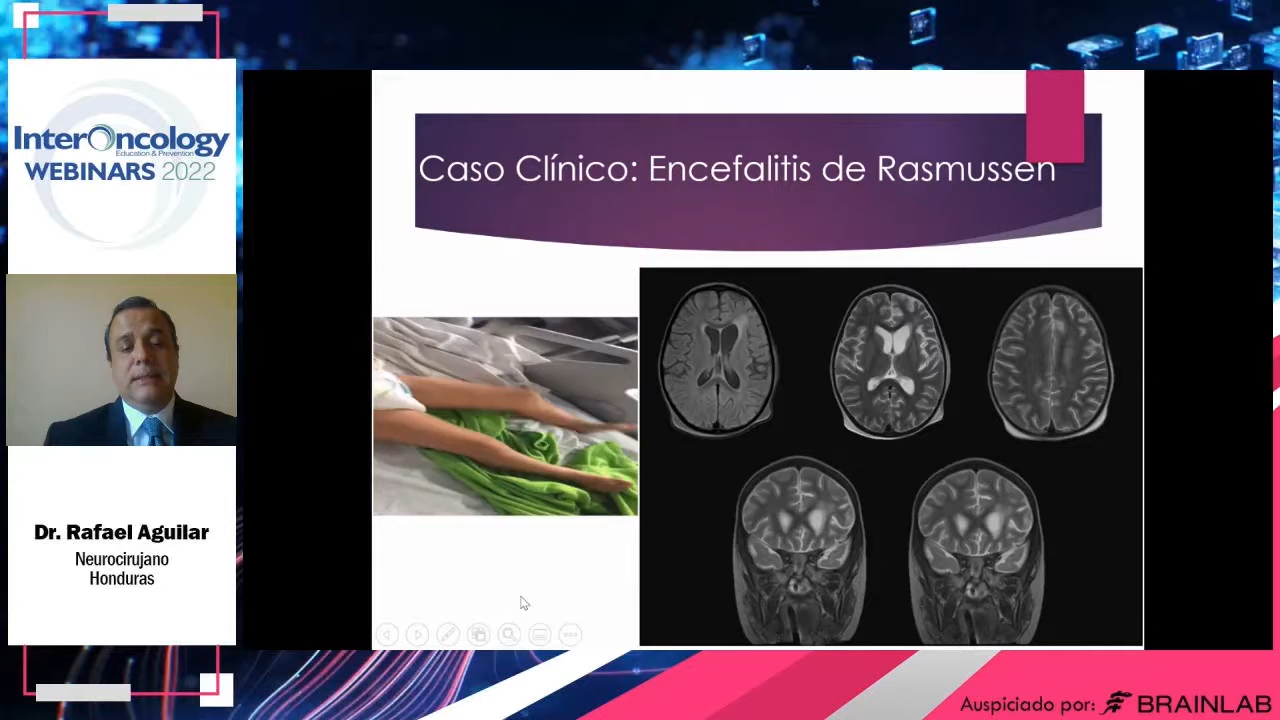 InterOncology
Education & Prevention
WEBINARS 2022
Caso Clínico: Encefalitis de Rasmussen
Dr. Rafael Aguilar
Neurocirujano
Honduras
Auspiciado por: BRAINLAB